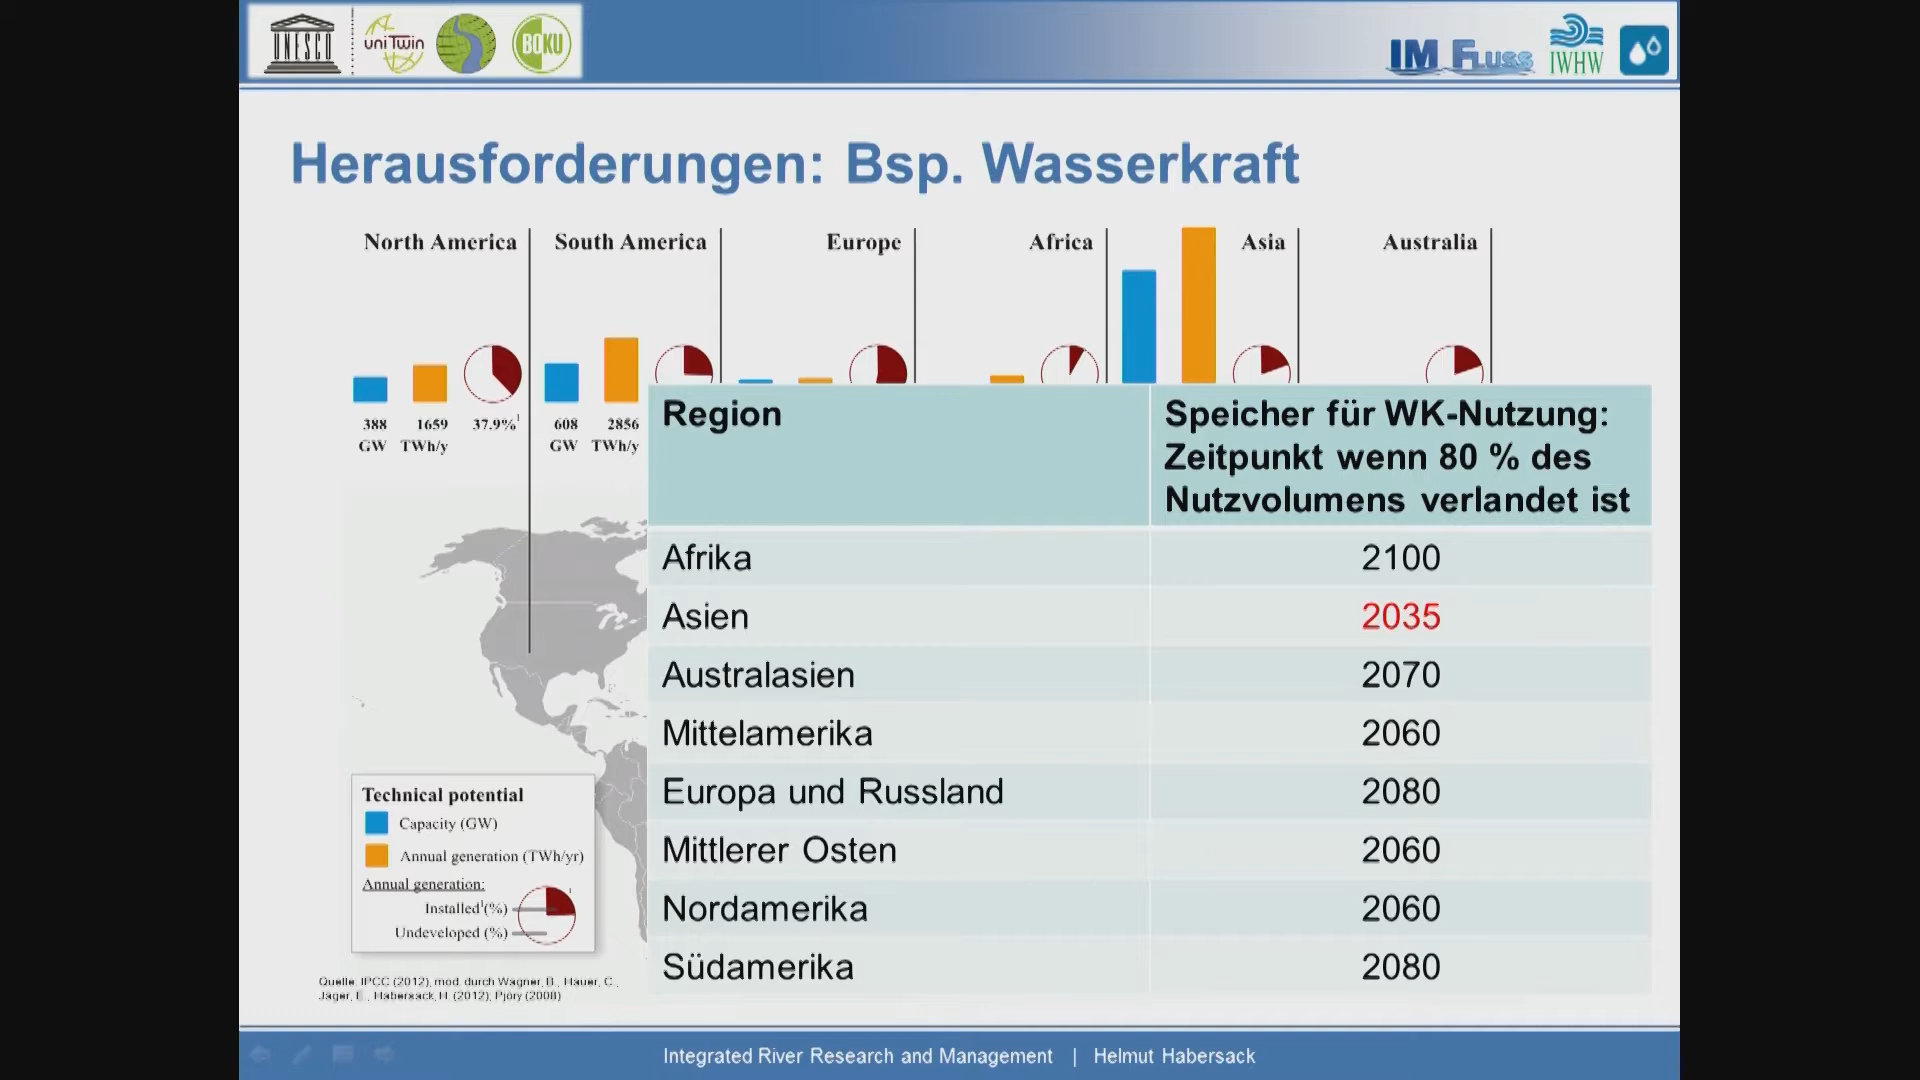 UNESCO
uniTwin
BOKU
IM Fluss
IWHW
Herausforderungen: Bsp. Wasserkraft
North America
South America
Europe
Africa
Asia
Australia
388 GW
1659 TWh/y
37.9%¹
608 GW
2856 TWh/y
Region
Speicher für WK-Nutzung:
Zeitpunkt wenn 80 % des
Nutzvolumens verlandet ist
Afrika 2100
Asien 2035
Australasien 2070
Mittelamerika 2060
Europa und Russland 2080
Mittlerer Osten 2060
Nordamerika 2060
Südamerika 2080
Technical potential
Capacity (GW)
Annual generation (TWh/yr)
Annual generation:
Installed¹(%)
Undeveloped (%)
Quelle: IPCC (2012), mod. durch Wagner, B., Hauer, C.,
Jäger, E., Habersack, H. (2012), Pjöry (2008)
Integrated River Research and Management | Helmut Habersack